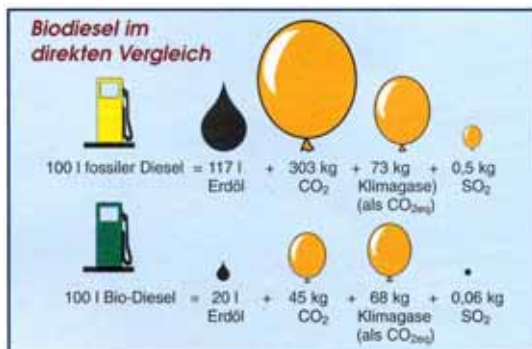 Biodiesel im
direkten Vergleich
100 l fossiler Diesel = 117 l + 303 kg + 73 kg + 0,5 kg
Erdöl CO₂ Klimagase) SO₂
(als CO₂eq)
100 l Bio-Diesel = 20 l + 45 kg + 68 kg + 0,06 kg
Erdöl CO₂ Klimagase SO₂
(als CO₂eq)